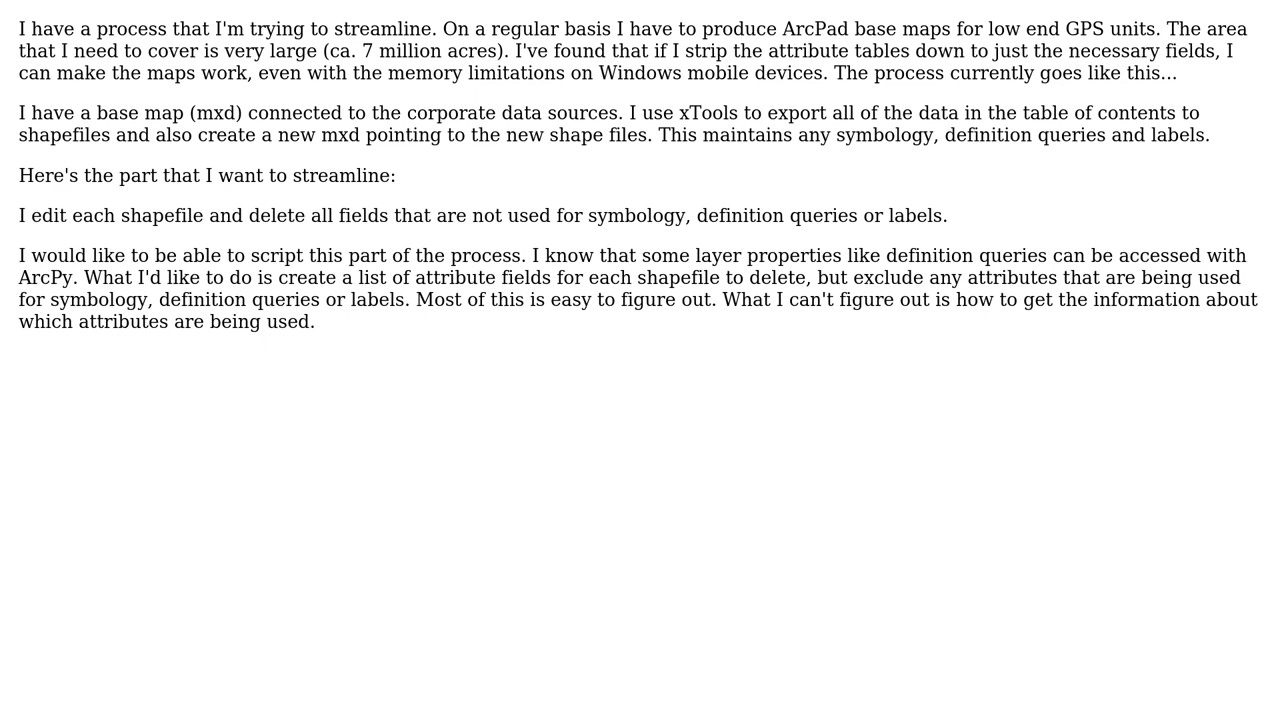 I have a process that I'm trying to streamline. On a regular basis I have to produce ArcPad base maps for low end GPS units. The area
that I need to cover is very large (ca. 7 million acres). I've found that if I strip the attribute tables down to just the necessary fields, I
can make the maps work, even with the memory limitations on Windows mobile devices. The process currently goes like this...
I have a base map (mxd) connected to the corporate data sources. I use xTools to export all of the data in the table of contents to
shapefiles and also create a new mxd pointing to the new shape files. This maintains any symbology, definition queries and labels.
Here's the part that I want to streamline:
I edit each shapefile and delete all fields that are not used for symbology, definition queries or labels.
I would like to be able to script this part of the process. I know that some layer properties like definition queries can be accessed with
ArcPy. What I'd like to do is create a list of attribute fields for each shapefile to delete, but exclude any attributes that are being used
for symbology, definition queries or labels. Most of this is easy to figure out. What I can't figure out is how to get the information about
which attributes are being used.